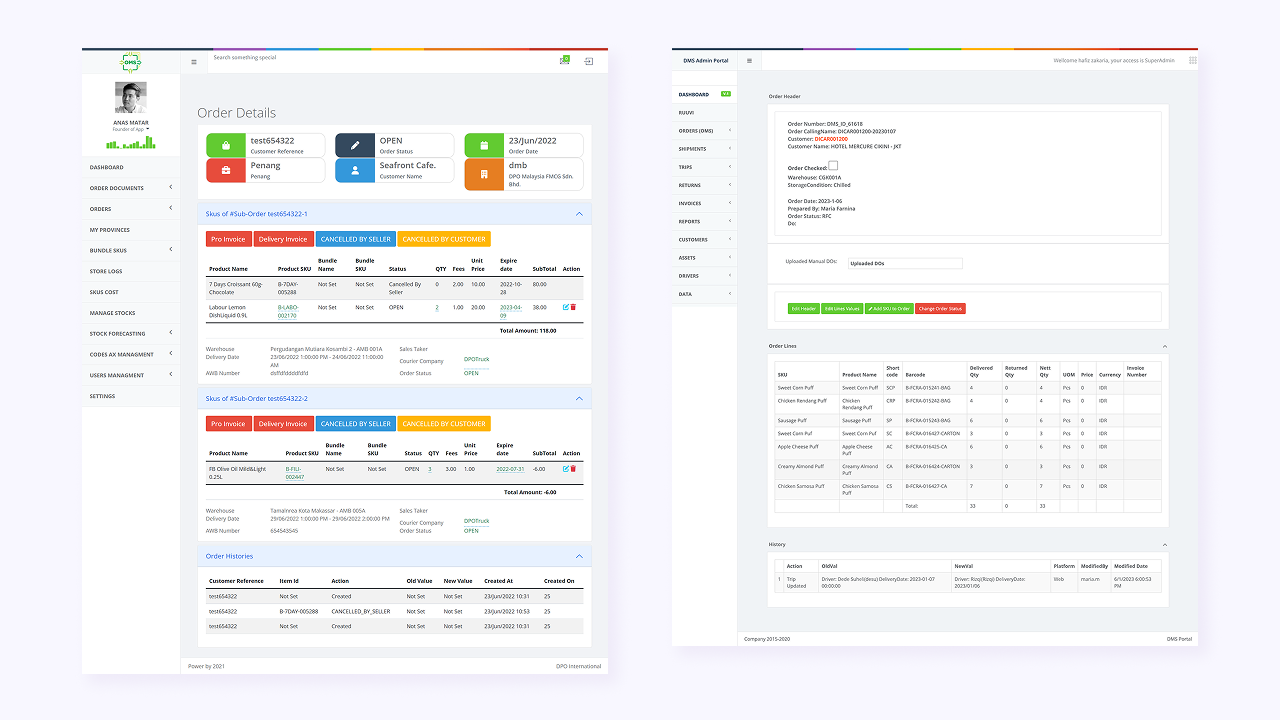 OMS
Search something special
ANAS MATAR
Founder of App
DASHBOARD
ORDER DOCUMENTS
ORDERS
MY PROVINCES
BUNDLE SKUS
STORE LOGS
SKUS COST
MANAGE STOCKS
STOCK FORECASTING
CODES AX MANAGMENT
USERS MANAGMENT
SETTINGS
Order Details
test654322
Customer Reference
OPEN
Order Status
23/Jun/2022
Order Date
Penang
Penang
Seafront Cafe.
Customer Name
dmb
DPO Malaysia FMCG Sdn.
Bhd.
Skus of #Sub-Order test654322-1
Pro Invoice Delivery Invoice CANCELLED BY SELLER CANCELLED BY CUSTOMER
Product Name Product SKU Bundle Name Bundle SKU Status QTY Fees Unit Price Expire date SubTotal Action
7 Days Croissant 60g-Chocolate B-7DAY-005288 Not Set Not Set Cancelled By Seller 0 2.00 10.00 2022-10-28 80.00
Labour Lemon DishLiquid 0.9L B-LABO-002170 Not Set Not Set OPEN 2 1.00 20.00 2023-04-09 38.00
Total Amount: 118.00
Warehouse Pergudangan Mutiara Kosambi 2 - AMB 001A Sales Taker
Delivery Date 23/06/2022 1:00:00 PM - 24/06/2022 11:00:00 AM
Courier Company DPOTruck
AWB Number dsffdfddddfdfd Order Status OPEN
Skus of #Sub-Order test654322-2
Pro Invoice Delivery Invoice CANCELLED BY SELLER CANCELLED BY CUSTOMER
Product Name Product SKU Bundle Name Bundle SKU Status QTY Fees Unit Price Expire date SubTotal Action
FB Olive Oil Mild&Light 0.25L B-FILI-002447 Not Set Not Set OPEN 3 3.00 1.00 2022-07-31 -6.00
Total Amount: -6.00
Warehouse Tamalnrea Kota Makassar - AMB 005A Sales Taker
Delivery Date 29/06/2022 1:00:00 PM - 29/06/2022 2:00:00 PM
Courier Company DPOTruck
AWB Number 654543545 Order Status OPEN
Order Histories
Customer Reference Item Id Action Old Value New Value Created At Created On
test654322 Not Set Created Not Set Not Set 23/Jun/2022 10:31 25
test654322 B-7DAY-005288 CANCELLED_BY_SELLER Not Set Not Set 23/Jun/2022 10:53 25
test654322 Not Set Created Not Set Not Set 23/Jun/2022 10:31 25
Power by 2021
DPO International
DMS Admin Portal
Wellcome hafiz zakaria, your access is SuperAdmin
DASHBOARD
RUUVI
ORDERS (OMS)
SHIPMENTS
TRIPS
RETURNS
INVOICES
REPORTS
CUSTOMERS
ASSETS
DRIVERS
DATA
Order Header
Order Number: DMS_ID_61618
Order CallingName: DICAR001200-20230107
Customer: DICAR001200
Customer Name: HOTEL MERCURE CIKINI - JKT
Order Checked:
Warehouse: CGK001A
StorageCondition: Chilled
Order Date: 2023-1-06
Prepared By: Maria Farnina
Order Status: RFC
Do:
Uploaded Manual DOs: Uploaded DOs
Edit Header Edit Lines Values Add SKU to Order Change Order Status
Order Lines
SKU Product Name Short code Barcode Delivered Qty Returned Qty Nett Qty UOM Price Currency Invoice Number
Sweet Corn Puff Sweet Corn Puff SCP B-FCRA-015241-BAG 4 0 4 Pcs 0 IDR
Chicken Rendang Puff Chicken Rendang Puff CRP B-FCRA-015242-BAG 4 0 4 Pcs 0 IDR
Sausage Puff Sausage Puff SP B-FCRA-015243-BAG 6 0 6 Pcs 0 IDR
Sweet Corn Puf Sweet Corn Puf SC B-FCRA-016427-CARTON 3 0 3 Pcs 0 IDR
Apple Cheese Puff Apple Cheese Puff AC B-FCRA-016425-CA 6 0 6 Pcs 0 IDR
Creamy Almond Puff Creamy Almond Puff CA B-FCRA-016424-CARTON 3 0 3 Pcs 0 IDR
Chicken Samosa Puff Chicken Samosa Puff CS B-FCRA-016427-CA 7 0 7 Pcs 0 IDR
Total: 33 0 33
History
Action OldVal NewVal Platform ModifiedBy Modified Date
1 Trip Updated Driver: Dede Suheli(desu) DeliveryDate: 2023-01-07 00:00:00 Driver: Rizqi(Rizqi) DeliveryDate: 2023/01/06 Web maria.m 6/1/2023 6:00:53 PM
Company 2015-2020
DMS Portal